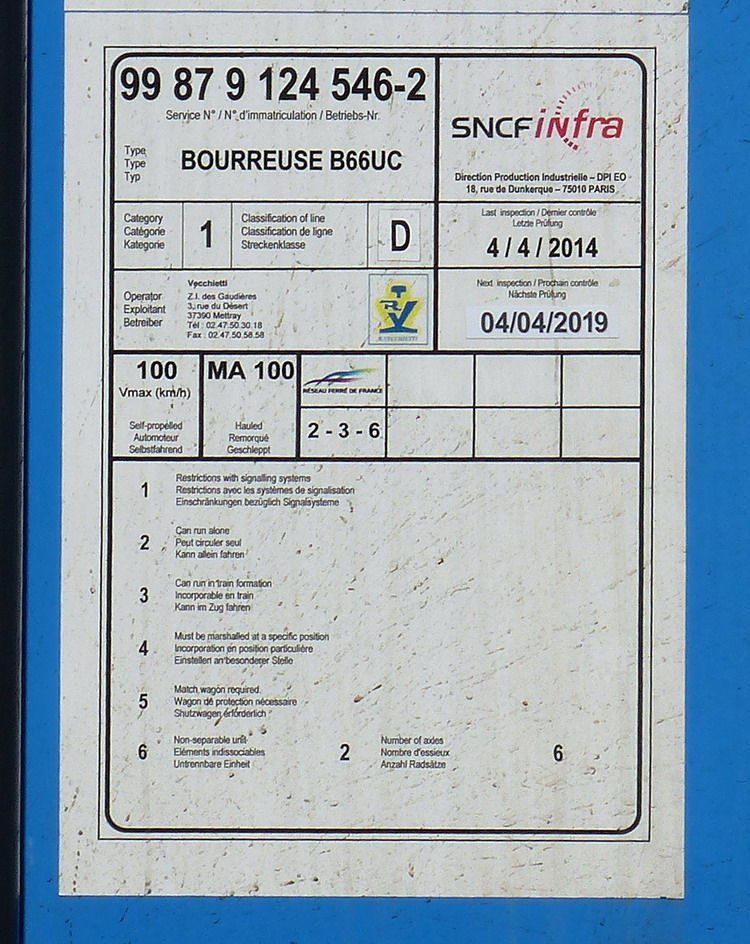 99 87 9 124 546-2
Service N° / N° d'immatriculation / Betriebs-Nr.
Type
Type
Typ
BOURREUSE B66UC
SNCF infra
Direction Production Industrielle – DPI EO
18, rue de Dunkerque – 75010 PARIS
Category
Catégorie
Kategorie
1
Classification of line
Classification de ligne
Streckenklasse
D
Last inspection / Dernier contrôle
Letzte Prüfung
4 / 4 / 2014
Operator
Exploitant
Betreiber
Vecchietti
Z.I. des Gaudières
3, rue du Désert
37390 Mettray
Tél : 02.47.50.30.18
Fax : 02.47.50.58.58
TRV
Next inspection / Prochain contrôle
Nächste Prüfung
04/04/2019
100
Vmax (km/h)
Self-propelled
Automoteur
Selbstfahrend
MA 100
Hauled
Remorqué
Geschleppt
RÉSEAU FERRÉ DE FRANCE
2 - 3 - 6
1
Restrictions with signalling systems
Restrictions avec les systèmes de signalisation
Einschränkungen bezüglich Signalsysteme
2
Can run alone
Peut circuler seul
Kann allein fahren
3
Can run in train formation
Incorporable en train
Kann im Zug fahren
4
Must be marshalled at a specific position
Incorporation en position particulière
Einstellen an besonderer Stelle
5
Match wagon required
Wagon de protection nécessaire
Shutzwagen erforderlich
6
Non-separable unit
Eléments indissociables
Untrennbare Einheit
2
Number of axles
Nombre d'essieux
Anzahl Radsätze
6